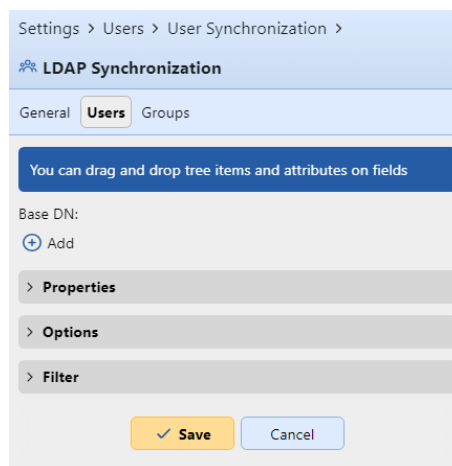 Settings > Users > User Synchronization >
LDAP Synchronization
General Users Groups
You can drag and drop tree items and attributes on fields
Base DN:
Add
> Properties
> Options
> Filter
Save Cancel